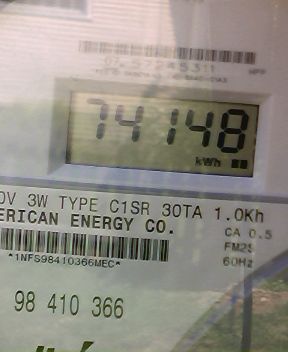 74148
kWh
0V 3W TYPE C1SR 30TA 1.0Kh
ERICAN ENERGY CO.
CA 0.5
FM2S
*1NFS98410366MEC*
60Hz
98 410 366